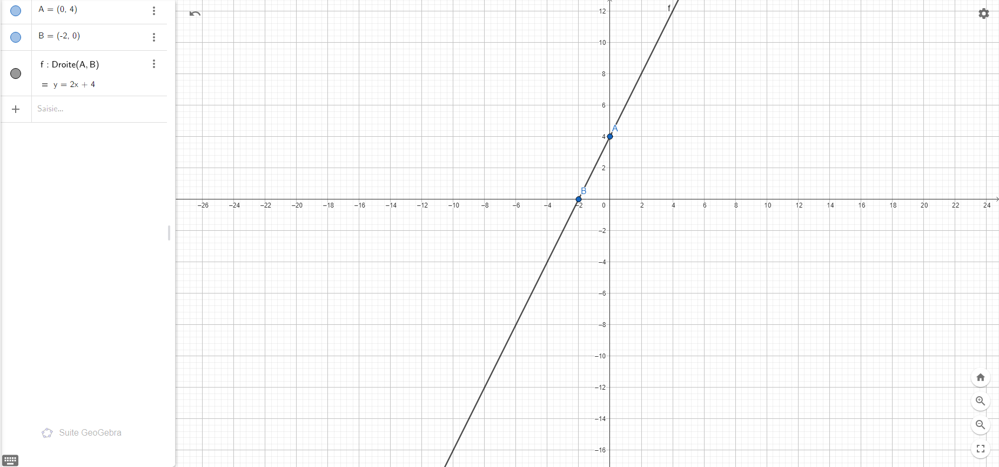 A = (0, 4)
B = (-2, 0)
f : Droite(A, B)
= y = 2x + 4
Saisie...
Suite GeoGebra
f
A
B
12
10
8
6
4
2
–26 –24 –22 –20 –18 –16 –14 –12 –10 –8 –6 –4 –2 0 2 4 6 8 10 12 14 16 18 20 22 24
–2
–4
–6
–8
–10
–12
–14
–16